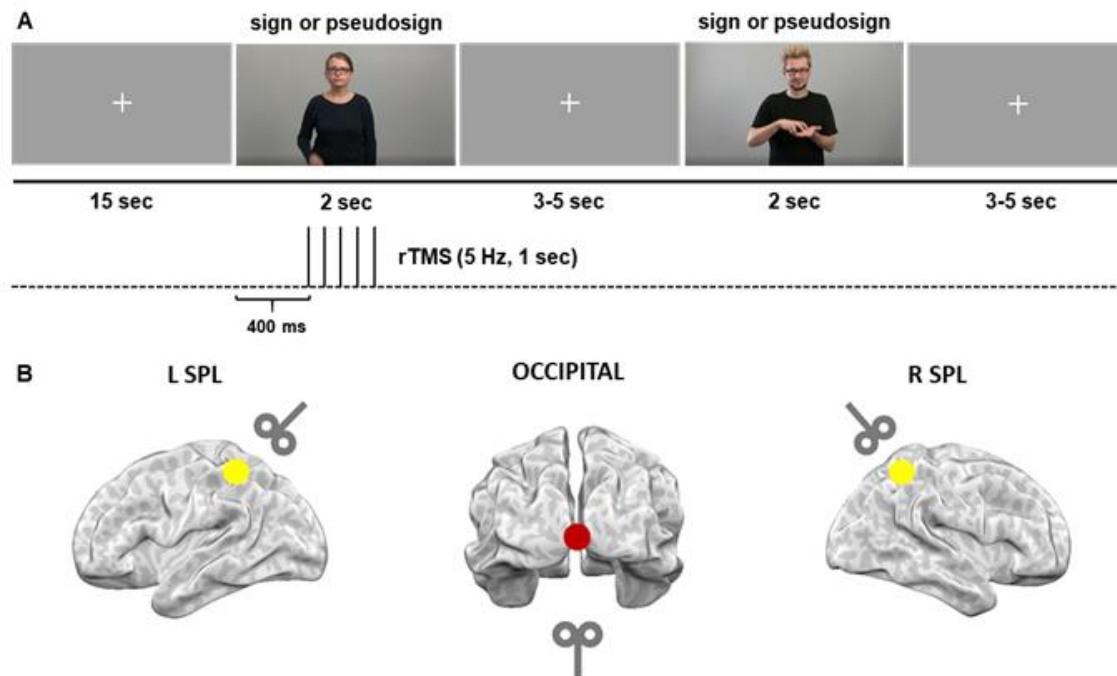 A
sign or pseudosign
sign or pseudosign
15 sec
2 sec
3-5 sec
2 sec
3-5 sec
rTMS (5 Hz, 1 sec)
400 ms
B
L SPL
OCCIPITAL
R SPL